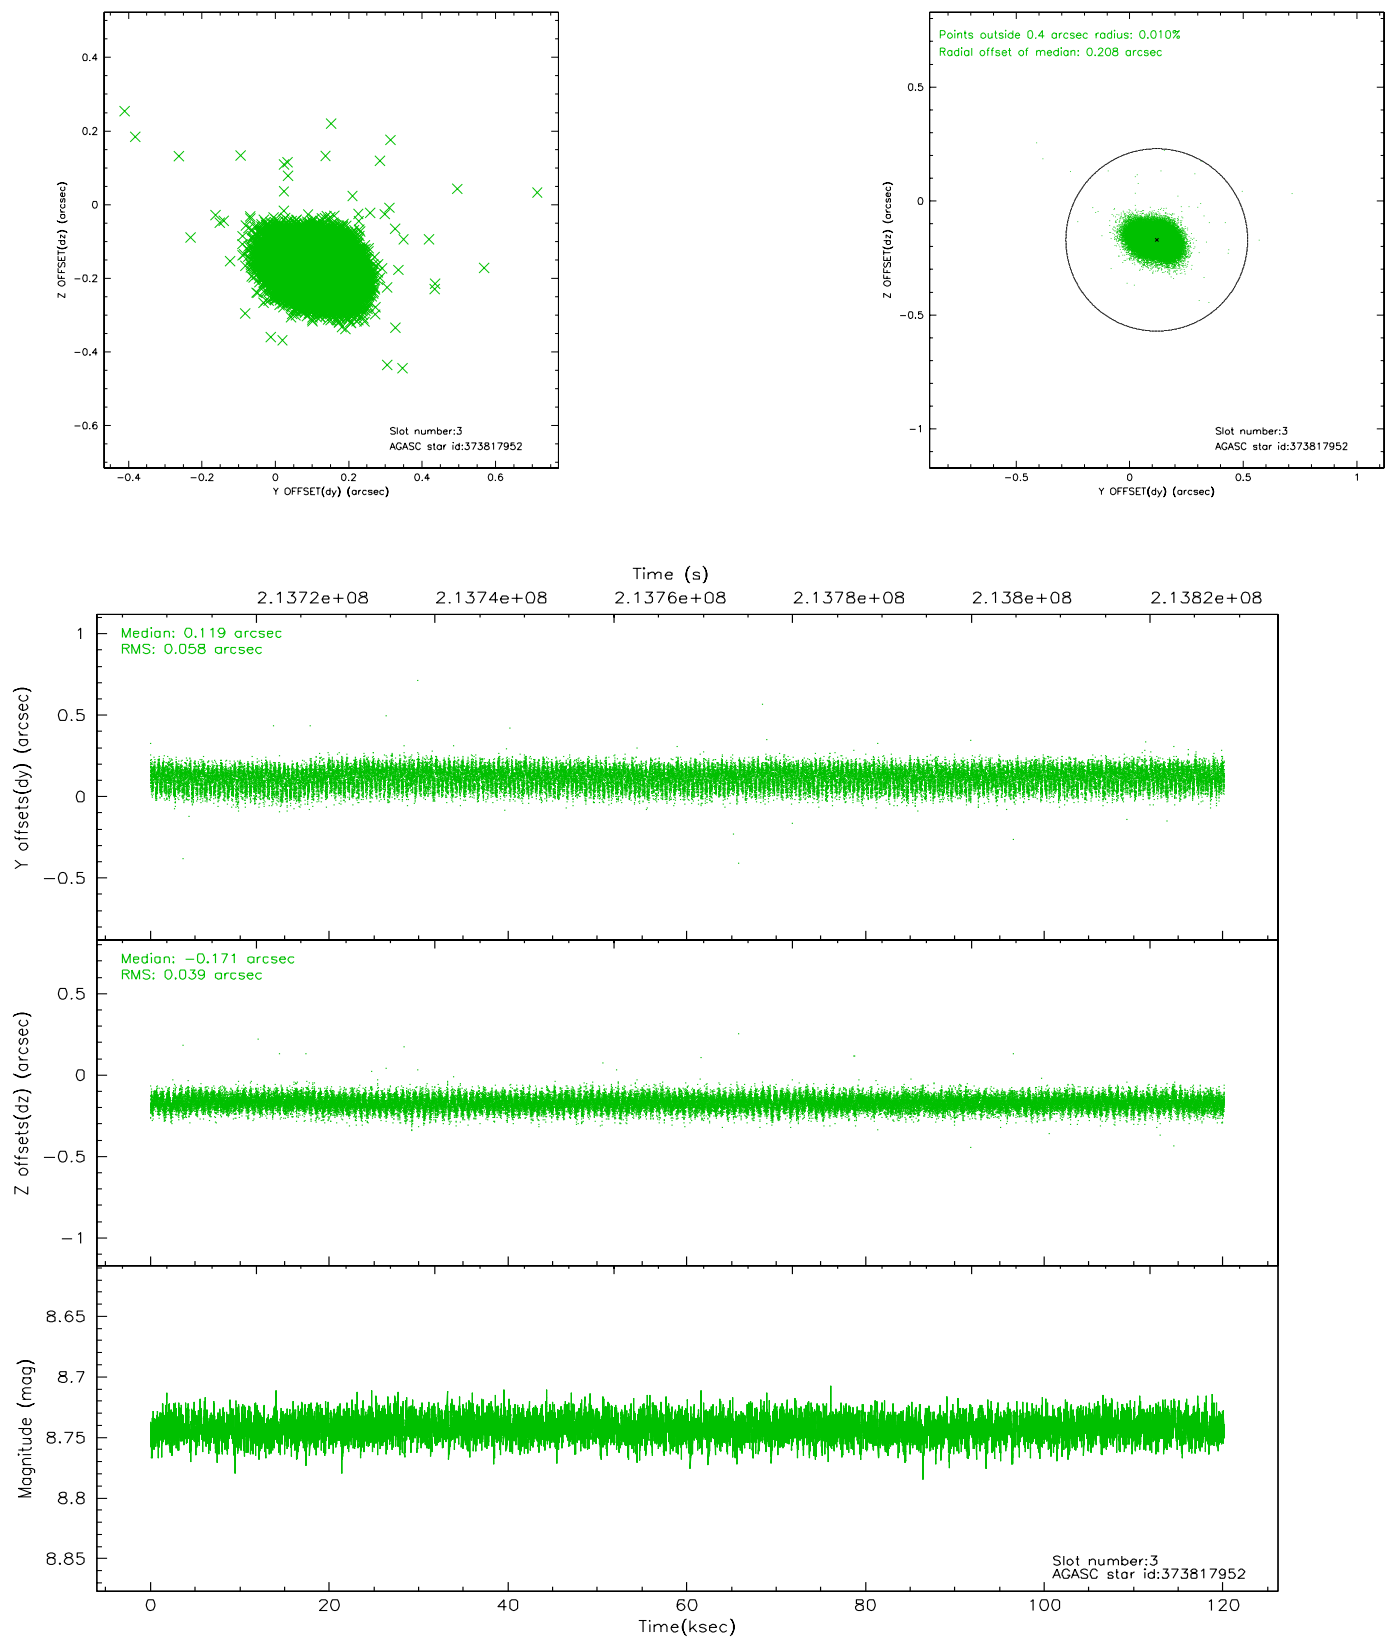 0.4
0.2
0
−0.2
−0.4
−0.6
Z OFFSET(dz) (arcsec)
Slot number:3
AGASC star id:373817952
−0.4 −0.2 0 0.2 0.4 0.6
Y OFFSET(dy) (arcsec)
Points outside 0.4 arcsec radius: 0.010%
Radial offset of median: 0.208 arcsec
0.5
0
−0.5
−1
Z OFFSET(dz) (arcsec)
Slot number:3
AGASC star id:373817952
−0.5 0 0.5 1
Y OFFSET(dy) (arcsec)
Time (s)
2.1372e+08 2.1374e+08 2.1376e+08 2.1378e+08 2.138e+08 2.1382e+08
Median: 0.119 arcsec
RMS: 0.058 arcsec
1
0.5
0
−0.5
Y offsets(dy) (arcsec)
Median: −0.171 arcsec
RMS: 0.039 arcsec
0.5
0
−0.5
−1
Z offsets(dz) (arcsec)
8.65
8.7
8.75
8.8
8.85
Magnitude (mag)
Slot number:3
AGASC star id:373817952
0 20 40 60 80 100 120
Time(ksec)